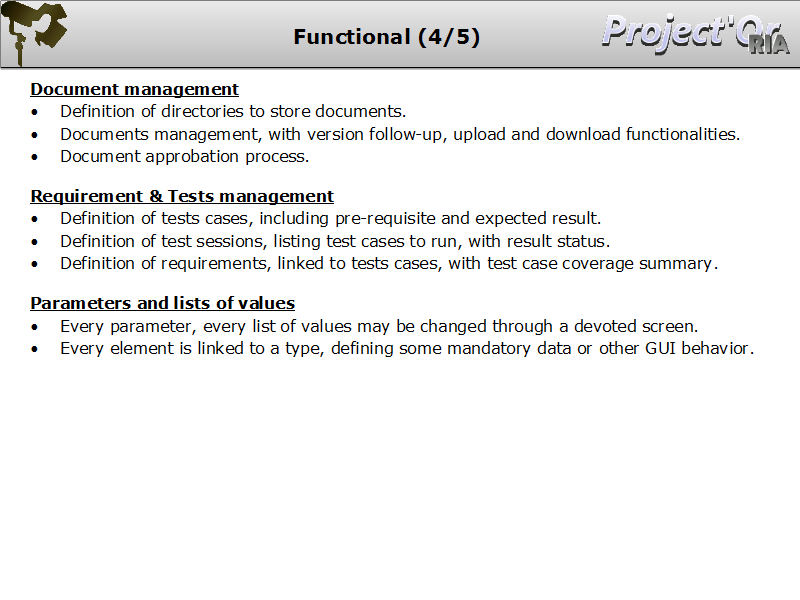 Functional (4/5)
Project'Or
RIA
Document management
• Definition of directories to store documents.
• Documents management, with version follow-up, upload and download functionalities.
• Document approbation process.
Requirement & Tests management
• Definition of tests cases, including pre-requisite and expected result.
• Definition of test sessions, listing test cases to run, with result status.
• Definition of requirements, linked to tests cases, with test case coverage summary.
Parameters and lists of values
• Every parameter, every list of values may be changed through a devoted screen.
• Every element is linked to a type, defining some mandatory data or other GUI behavior.